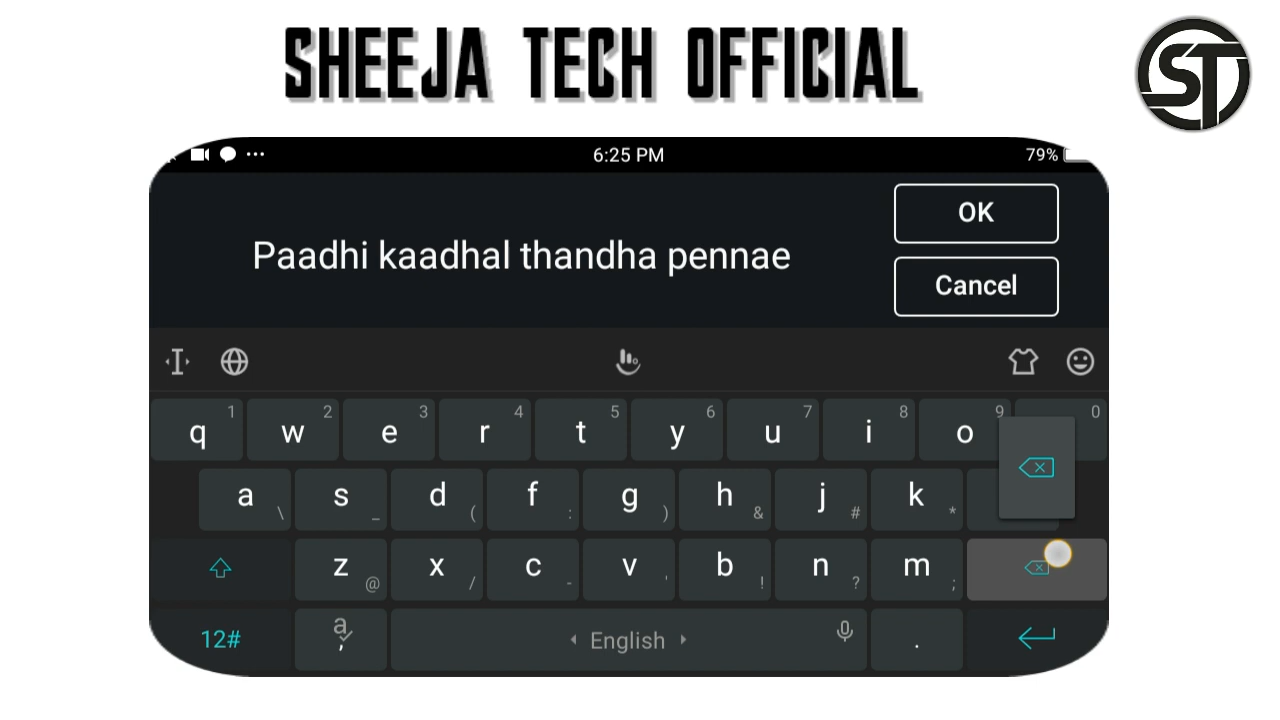 SHEEJA TECH OFFICIAL
ST
6:25 PM 79%
OK
Paadhi kaadhal thandha pennae
Cancel
1 2 3 4 5 6 7 8 9 0
q w e r t y u i o
a s d f g h j k
\ _ ( : ) & # *
z x c v b n m
@ / - ' ! ? ;
12# a , English .